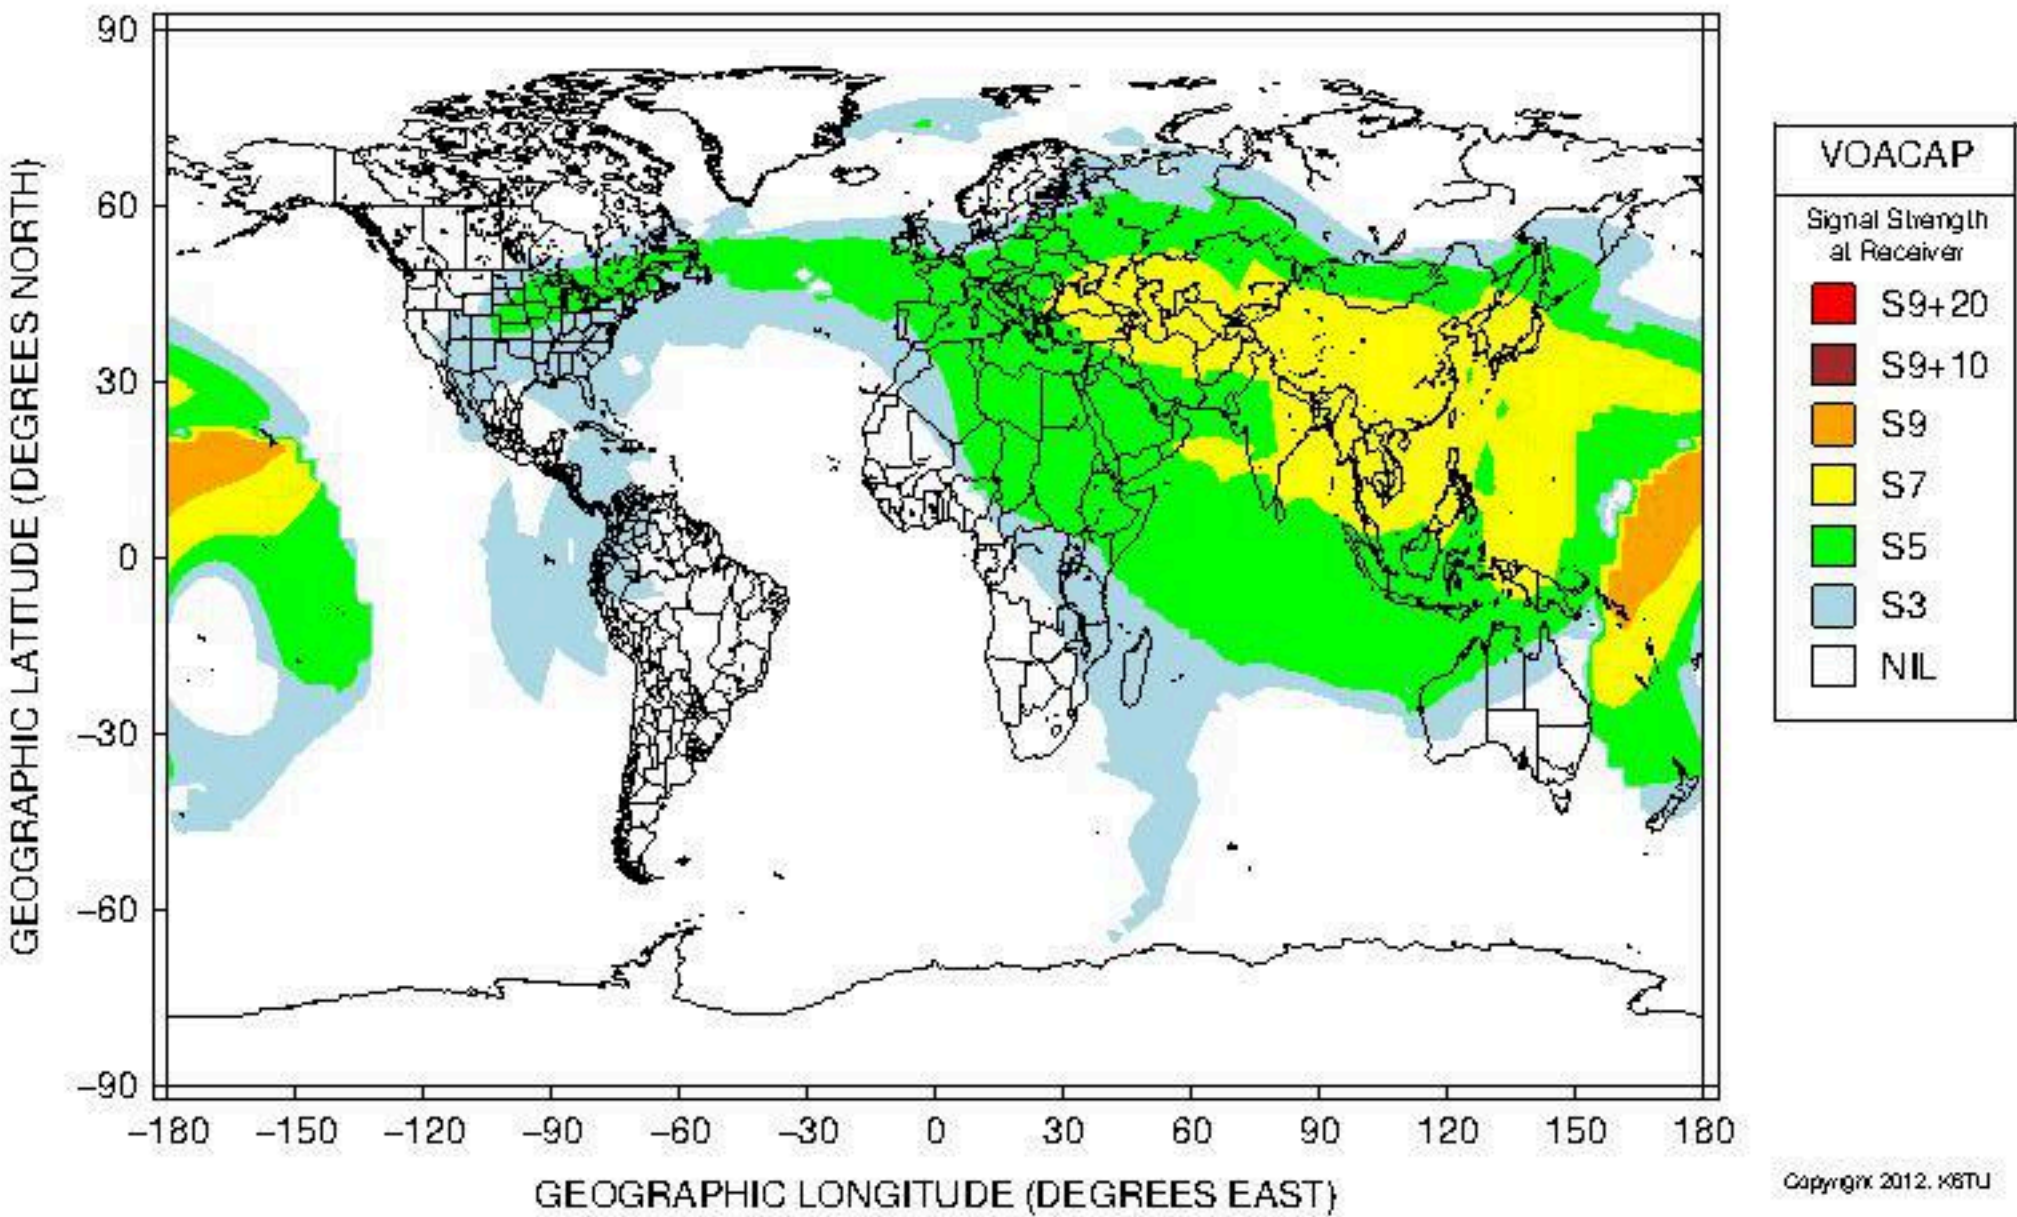 90
60
30
0
−30
−60
−90
GEOGRAPHIC LATITUDE (DEGREES NORTH)
−180 −150 −120 −90 −60 −30 0 30 60 90 120 150 180
GEOGRAPHIC LONGITUDE (DEGREES EAST)
VOACAP
Signal Strength
at Receiver
S9+20
S9+10
S9
S7
S5
S3
NIL
Copyright 2012, K6TU